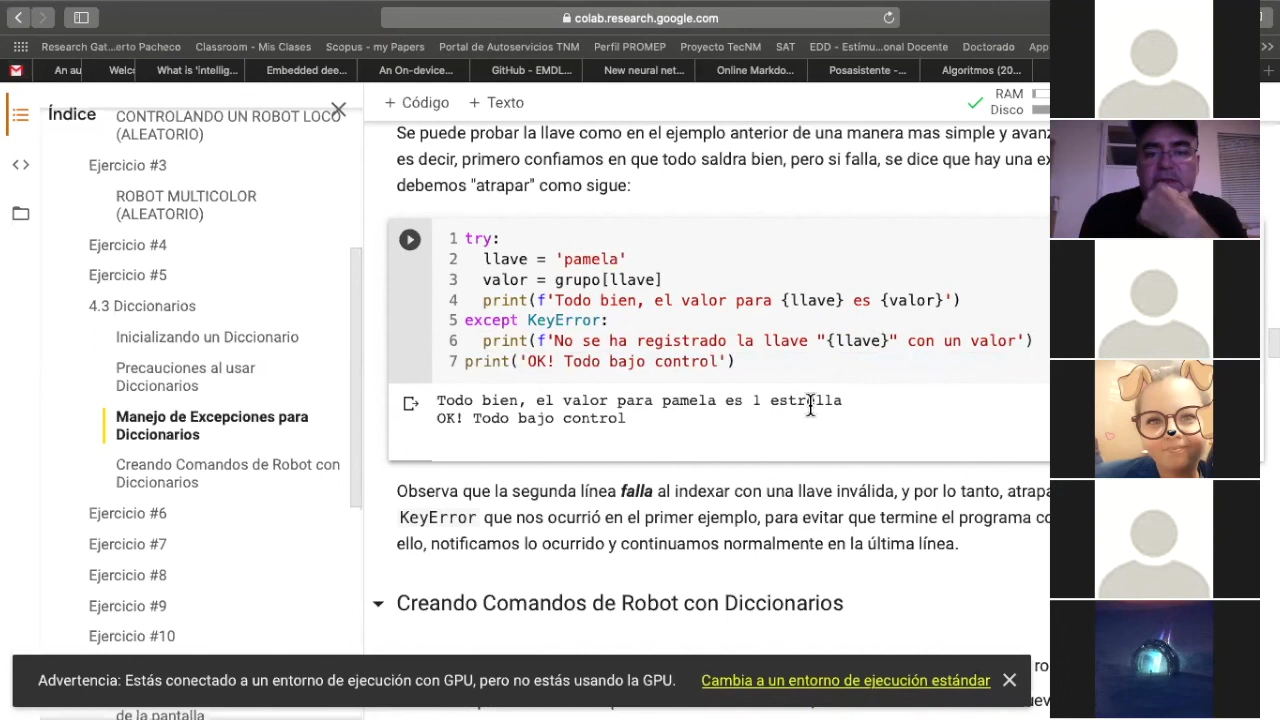 colab.research.google.com
Research Gat...erto Pacheco
Classroom - Mis Clases
Scopus - my Papers
Portal de Autoservicios TNM
Perfil PROMEP
Proyecto TecNM
SAT
EDD - Estímu...onal Docente
Doctorado
App
An au
Welc
What is 'intellig...
Embedded dee...
An On-device...
GitHub - EMDL...
New neural net...
Online Markdo...
Posasistente -...
Algoritmos (20...
Índice
CONTROLANDO UN ROBOT LOCO
(ALEATORIO)
Ejercicio #3
ROBOT MULTICOLOR
(ALEATORIO)
Ejercicio #4
Ejercicio #5
4.3 Diccionarios
Inicializando un Diccionario
Precauciones al usar
Diccionarios
Manejo de Excepciones para
Diccionarios
Creando Comandos de Robot con
Diccionarios
Ejercicio #6
Ejercicio #7
Ejercicio #8
Ejercicio #9
Ejercicio #10
de la pantalla
+ Código + Texto
RAM
Disco
Se puede probar la llave como en el ejemplo anterior de una manera mas simple y avanz
es decir, primero confiamos en que todo saldra bien, pero si falla, se dice que hay una ex
debemos "atrapar" como sigue:
1 try:
2 llave = 'pamela'
3 valor = grupo[llave]
4 print(f'Todo bien, el valor para {llave} es {valor}')
5 except KeyError:
6 print(f'No se ha registrado la llave "{llave}" con un valor')
7 print('OK! Todo bajo control')
Todo bien, el valor para pamela es 1 estrella
OK! Todo bajo control
Observa que la segunda línea falla al indexar con una llave inválida, y por lo tanto, atrapa
KeyError que nos ocurrió en el primer ejemplo, para evitar que termine el programa co
ello, notificamos lo ocurrido y continuamos normalmente en la última línea.
Creando Comandos de Robot con Diccionarios
ro
Advertencia: Estás conectado a un entorno de ejecución con GPU, pero no estás usando la GPU. Cambia a un entorno de ejecución estándar